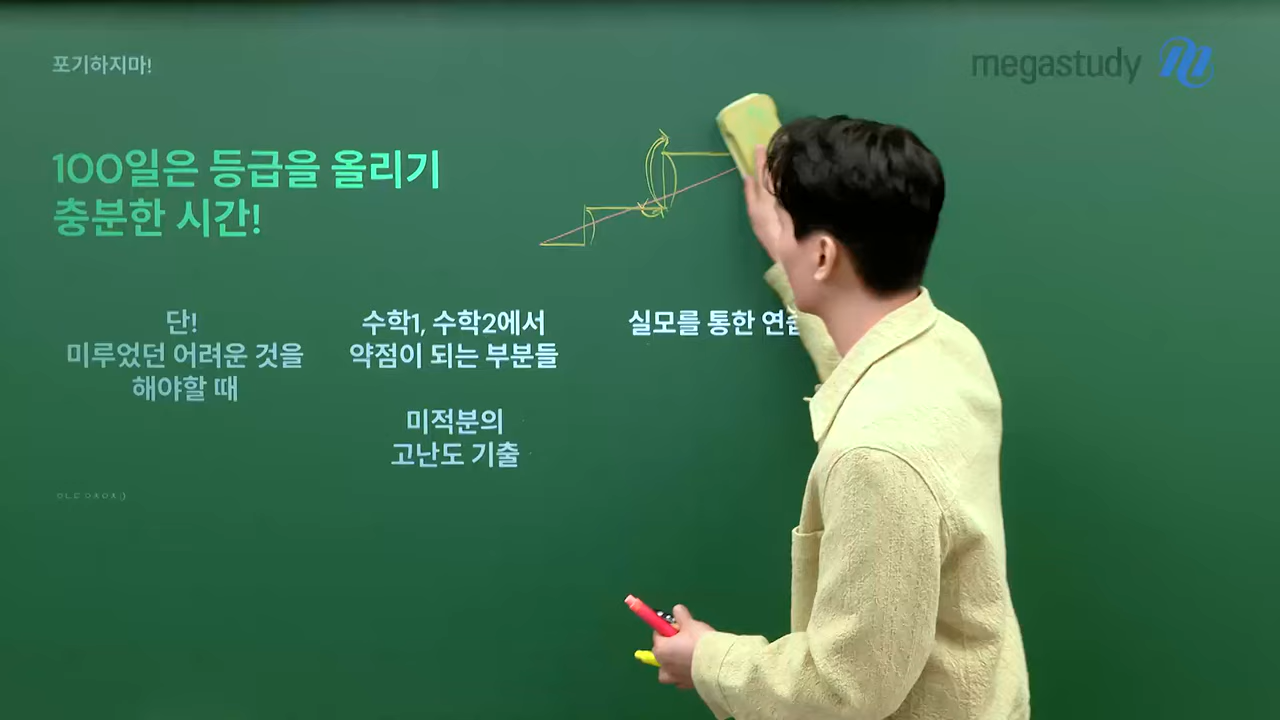 포기하지마!
megastudy
100일은 등급을 올리기
충분한 시간!
단!
미루었던 어려운 것을
해야할 때
수학1, 수학2에서
약점이 되는 부분들
미적분의
고난도 기출
실모를 통한